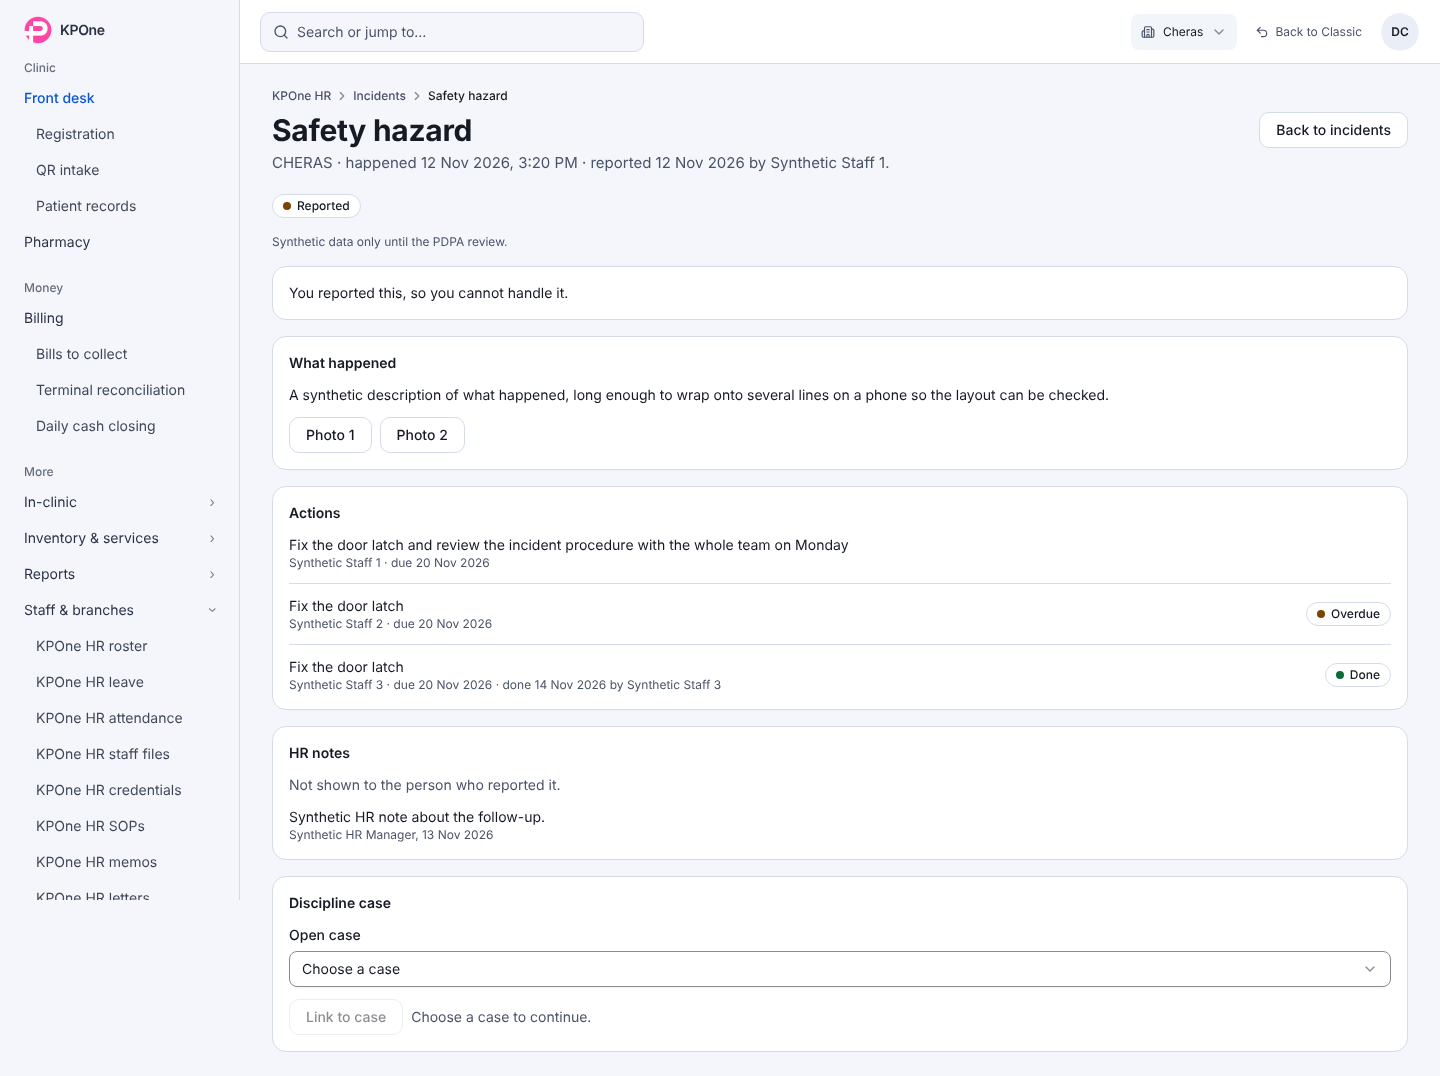 KPOne
Clinic
Front desk
Registration
QR intake
Patient records
Pharmacy
Money
Billing
Bills to collect
Terminal reconciliation
Daily cash closing
More
In-clinic
Inventory & services
Reports
Staff & branches
KPOne HR roster
KPOne HR leave
KPOne HR attendance
KPOne HR staff files
KPOne HR credentials
KPOne HR SOPs
KPOne HR memos
KPOne HR letters
Search or jump to...
Cheras
Back to Classic
DC
KPOne HR > Incidents > Safety hazard
Safety hazard
Back to incidents
CHERAS · happened 12 Nov 2026, 3:20 PM · reported 12 Nov 2026 by Synthetic Staff 1.
Reported
Synthetic data only until the PDPA review.
You reported this, so you cannot handle it.
What happened
A synthetic description of what happened, long enough to wrap onto several lines on a phone so the layout can be checked.
Photo 1
Photo 2
Actions
Fix the door latch and review the incident procedure with the whole team on Monday
Synthetic Staff 1 · due 20 Nov 2026
Fix the door latch
Synthetic Staff 2 · due 20 Nov 2026
Overdue
Fix the door latch
Synthetic Staff 3 · due 20 Nov 2026 · done 14 Nov 2026 by Synthetic Staff 3
Done
HR notes
Not shown to the person who reported it.
Synthetic HR note about the follow-up.
Synthetic HR Manager, 13 Nov 2026
Discipline case
Open case
Choose a case
Link to case
Choose a case to continue.